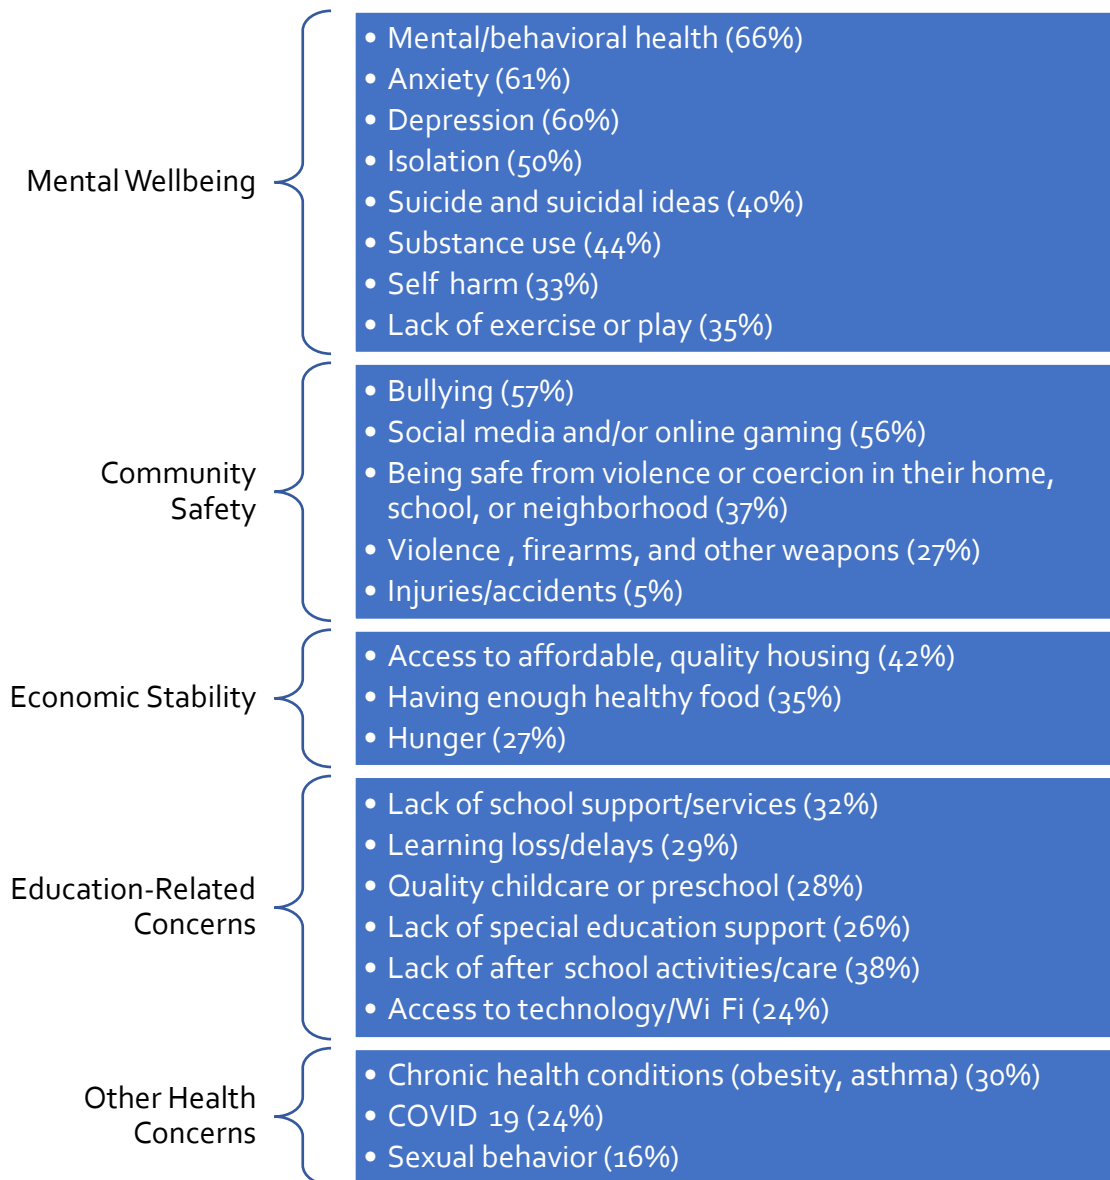 Mental Wellbeing
• Mental/behavioral health (66%)
• Anxiety (61%)
• Depression (60%)
• Isolation (50%)
• Suicide and suicidal ideas (40%)
• Substance use (44%)
• Self harm (33%)
• Lack of exercise or play (35%)
Community
Safety
• Bullying (57%)
• Social media and/or online gaming (56%)
• Being safe from violence or coercion in their home,
school, or neighborhood (37%)
• Violence , firearms, and other weapons (27%)
• Injuries/accidents (5%)
Economic Stability
• Access to affordable, quality housing (42%)
• Having enough healthy food (35%)
• Hunger (27%)
Education-Related
Concerns
• Lack of school support/services (32%)
• Learning loss/delays (29%)
• Quality childcare or preschool (28%)
• Lack of special education support (26%)
• Lack of after school activities/care (38%)
• Access to technology/Wi Fi (24%)
Other Health
Concerns
• Chronic health conditions (obesity, asthma) (30%)
• COVID 19 (24%)
• Sexual behavior (16%)